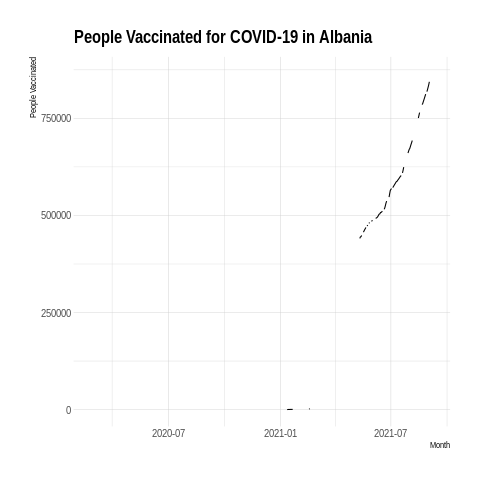 People Vaccinated for COVID-19 in Albania
People Vaccinated
750000
500000
250000
0
2020-07
2021-01
2021-07
Month